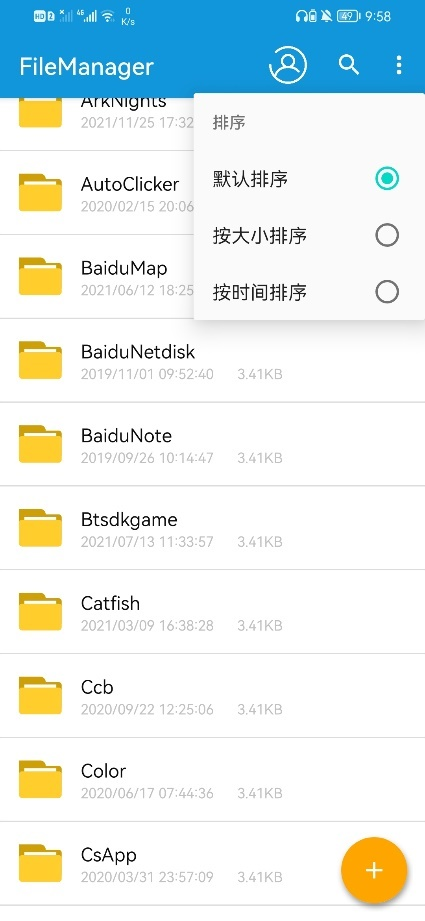 HD 2 4G 0 K/s 49 9:58
FileManager
排序
默认排序
按大小排序
按时间排序
ArkNights
2021/11/25 17:32
AutoClicker
2020/02/15 20:06
BaiduMap
2021/06/12 18:25
BaiduNetdisk
2019/11/01 09:52:40 3.41KB
BaiduNote
2019/09/26 10:14:47 3.41KB
Btsdkgame
2021/07/13 11:33:57 3.41KB
Catfish
2021/03/09 16:38:28 3.41KB
Ccb
2020/09/22 12:25:06 3.41KB
Color
2020/06/17 07:44:36 3.41KB
CsApp
2020/03/31 23:57:09 3.41KB